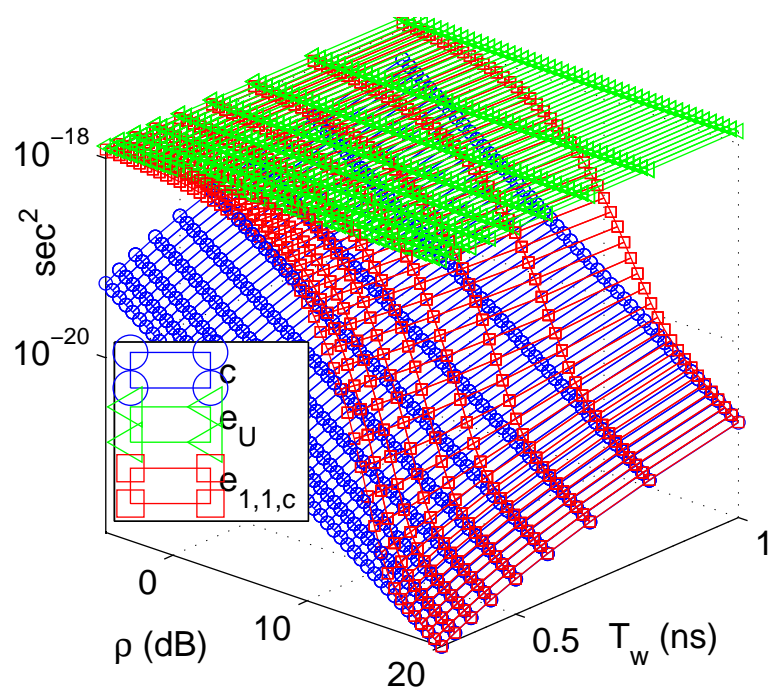 10^-18
sec^2
10^-20
c
e_U
e_1,1,c
0
10
20
ρ (dB)
0.5
1
T_w (ns)